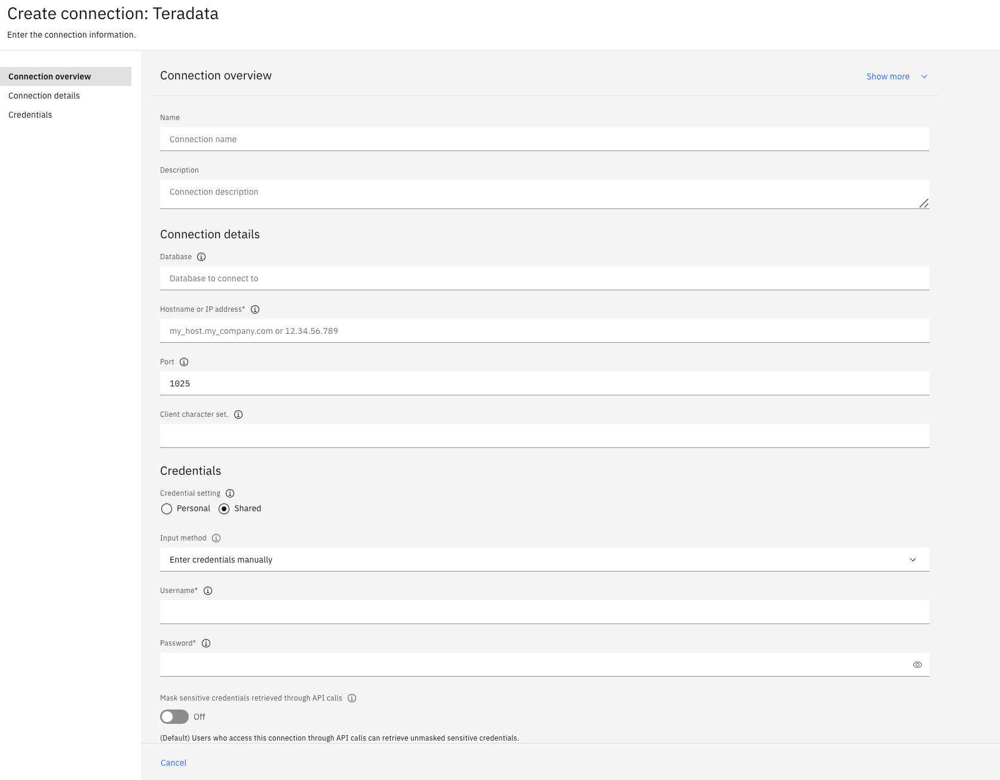 Create connection: Teradata
Enter the connection information.
Connection overview
Connection details
Credentials
Connection overview
Show more
Name
Connection name
Description
Connection description
Connection details
Database
Database to connect to
Hostname or IP address*
my_host.my_company.com or 12.34.56.789
Port
1025
Client character set.
Credentials
Credential setting
Personal Shared
Input method
Enter credentials manually
Username*
Password*
Mask sensitive credentials retrieved through API calls
Off
(Default) Users who access this connection through API calls can retrieve unmasked sensitive credentials.
Cancel